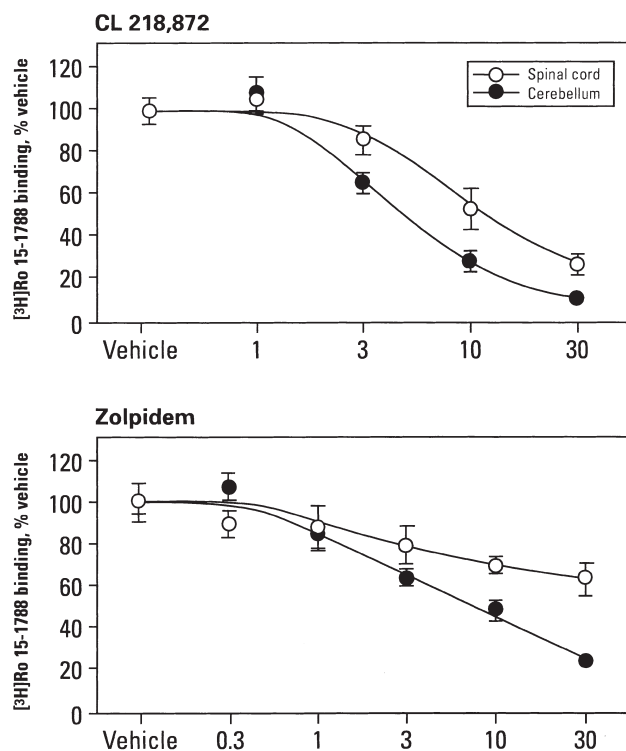 CL 218,872
[³H]Ro 15-1788 binding, % vehicle
120
100
80
60
40
20
0
Spinal cord
Cerebellum
Vehicle 1 3 10 30
Zolpidem
[³H]Ro 15-1788 binding, % vehicle
120
100
80
60
40
20
0
Vehicle 0.3 1 3 10 30